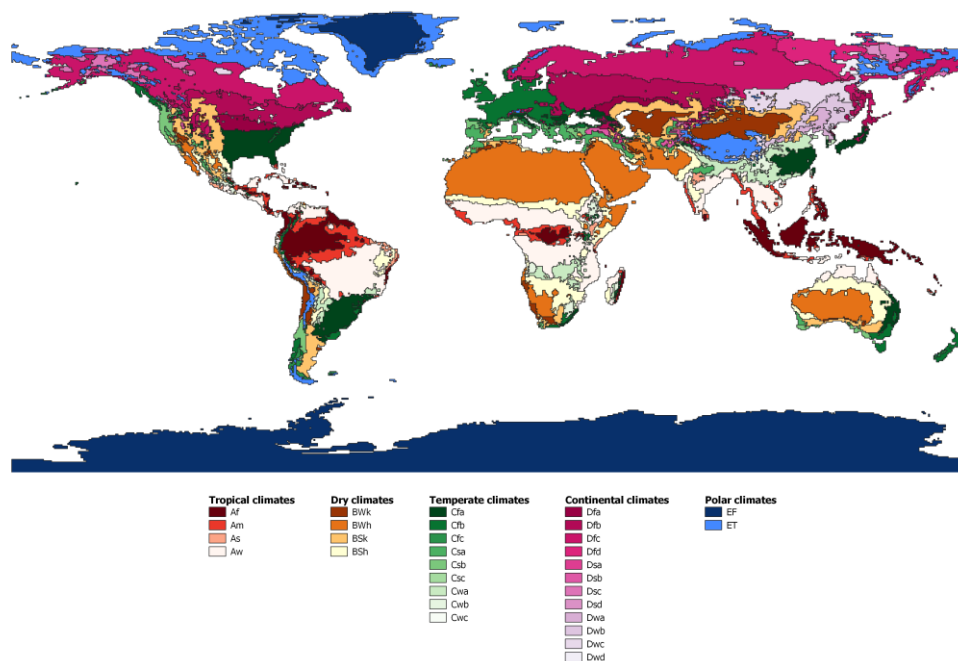 Tropical climates
Af
Am
As
Aw
Dry climates
BWk
BWh
BSk
BSh
Temperate climates
Cfa
Cfb
Cfc
Csa
Csb
Csc
Cwa
Cwb
Cwc
Continental climates
Dfa
Dfb
Dfc
Dfd
Dsa
Dsb
Dsc
Dsd
Dwa
Dwb
Dwc
Dwd
Polar climates
EF
ET